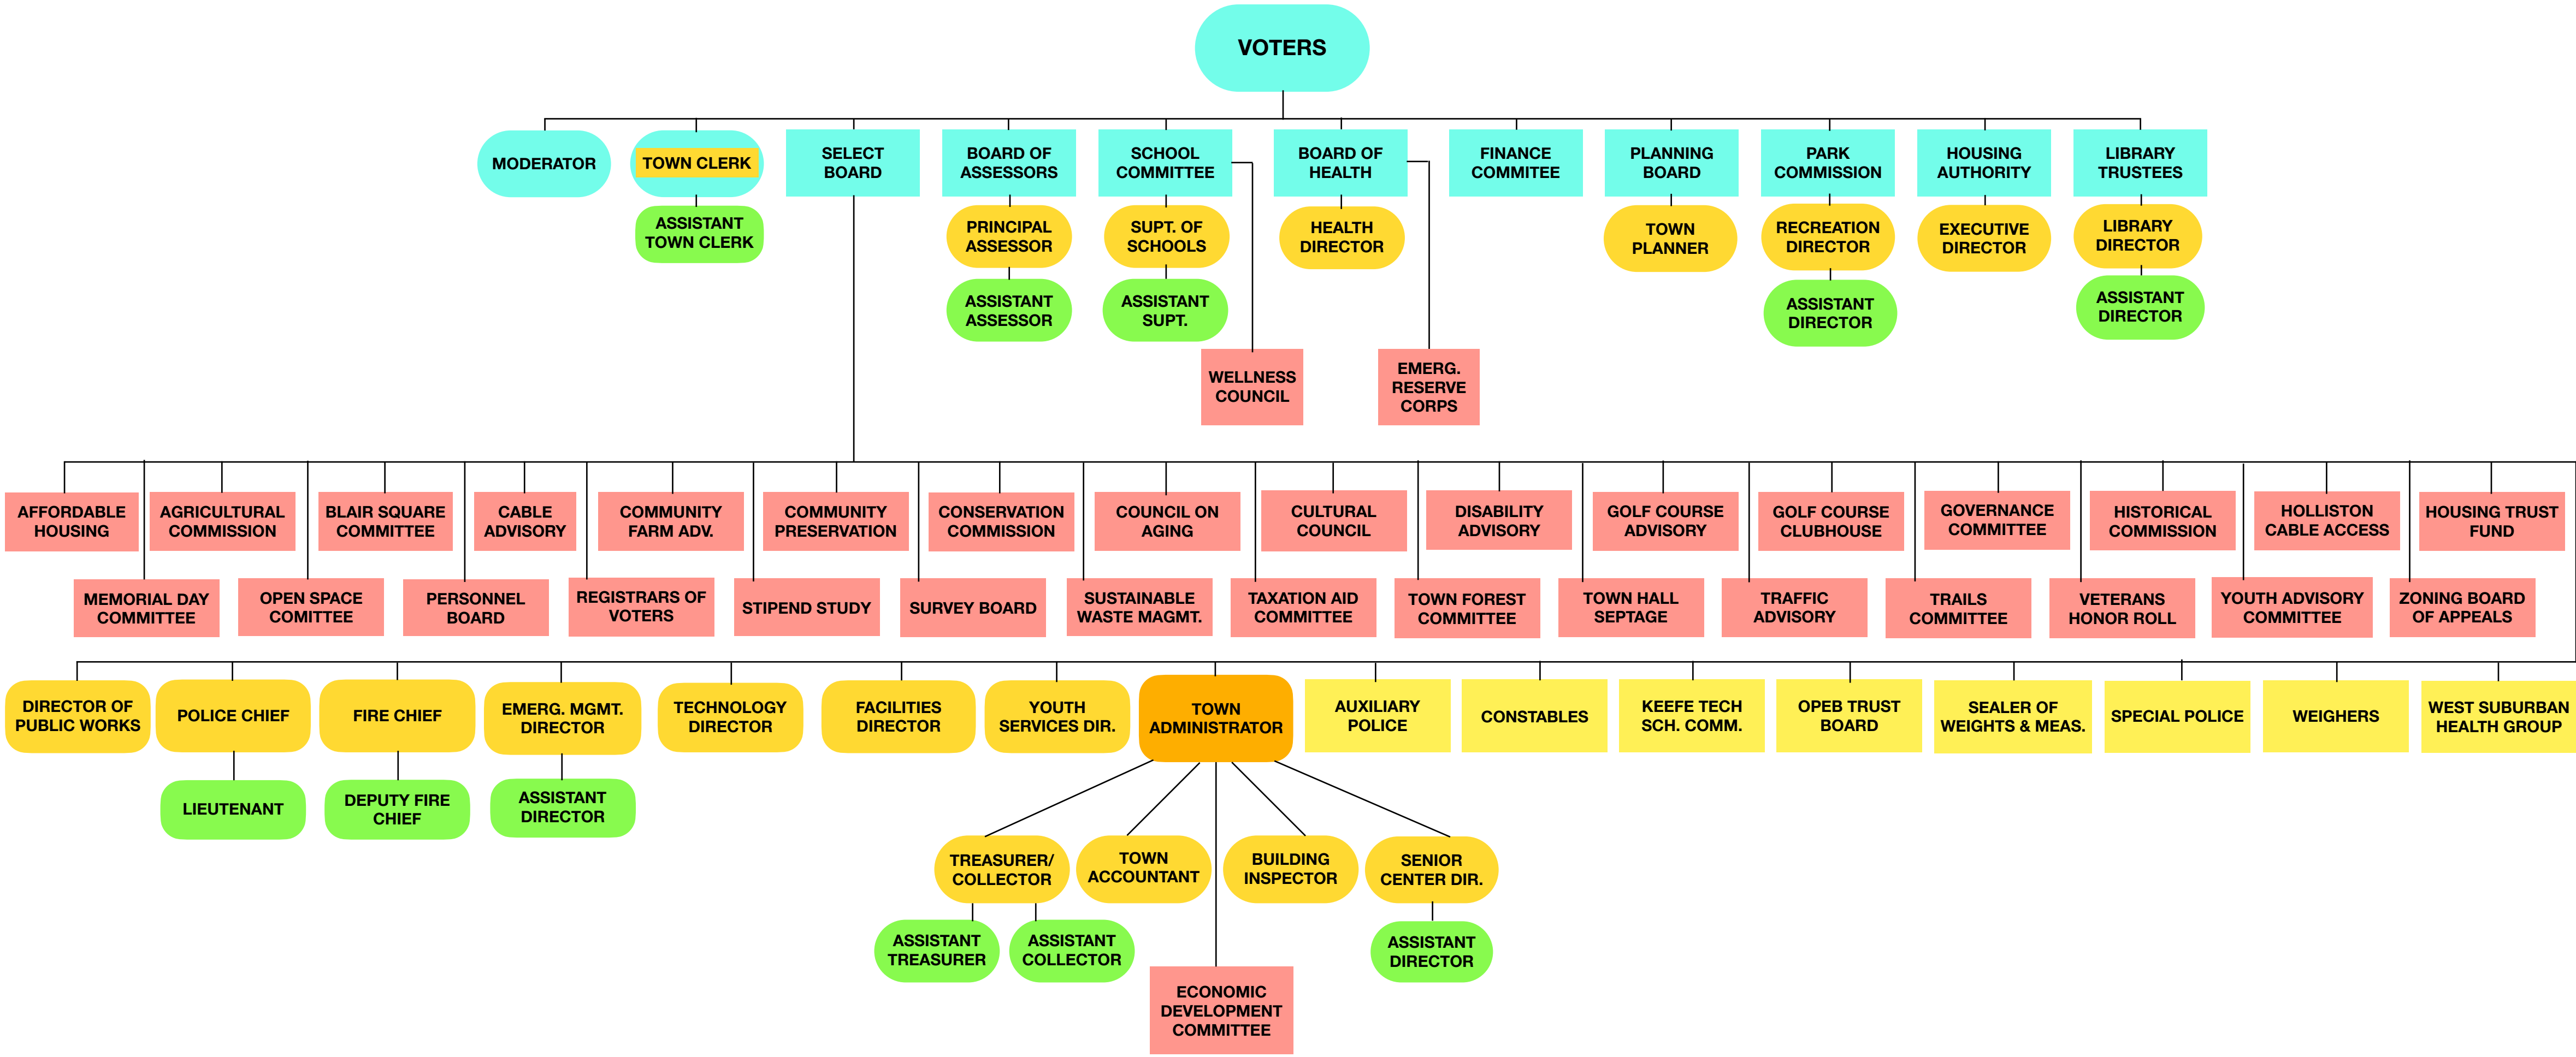 VOTERS
MODERATOR
TOWN CLERK
SELECT
BOARD
BOARD OF
ASSESSORS
SCHOOL
COMMITTEE
BOARD OF
HEALTH
FINANCE
COMMITEE
PLANNING
BOARD
PARK
COMMISSION
HOUSING
AUTHORITY
LIBRARY
TRUSTEES
ASSISTANT
TOWN CLERK
PRINCIPAL
ASSESSOR
SUPT. OF
SCHOOLS
HEALTH
DIRECTOR
TOWN
PLANNER
RECREATION
DIRECTOR
EXECUTIVE
DIRECTOR
LIBRARY
DIRECTOR
ASSISTANT
ASSESSOR
ASSISTANT
SUPT.
ASSISTANT
DIRECTOR
ASSISTANT
DIRECTOR
WELLNESS
COUNCIL
EMERG.
RESERVE
CORPS
AFFORDABLE
HOUSING
AGRICULTURAL
COMMISSION
BLAIR SQUARE
COMMITTEE
CABLE
ADVISORY
COMMUNITY
FARM ADV.
COMMUNITY
PRESERVATION
CONSERVATION
COMMISSION
COUNCIL ON
AGING
CULTURAL
COUNCIL
DISABILITY
ADVISORY
GOLF COURSE
ADVISORY
GOLF COURSE
CLUBHOUSE
GOVERNANCE
COMMITTEE
HISTORICAL
COMMISSION
HOLLISTON
CABLE ACCESS
HOUSING TRUST
FUND
MEMORIAL DAY
COMMITTEE
OPEN SPACE
COMITTEE
PERSONNEL
BOARD
REGISTRARS OF
VOTERS
STIPEND STUDY
SURVEY BOARD
SUSTAINABLE
WASTE MAGMT.
TAXATION AID
COMMITTEE
TOWN FOREST
COMMITTEE
TOWN HALL
SEPTAGE
TRAFFIC
ADVISORY
TRAILS
COMMITTEE
VETERANS
HONOR ROLL
YOUTH ADVISORY
COMMITTEE
ZONING BOARD
OF APPEALS
DIRECTOR OF
PUBLIC WORKS
POLICE CHIEF
FIRE CHIEF
EMERG. MGMT.
DIRECTOR
TECHNOLOGY
DIRECTOR
FACILITIES
DIRECTOR
YOUTH
SERVICES DIR.
TOWN
ADMINISTRATOR
AUXILIARY
POLICE
CONSTABLES
KEEFE TECH
SCH. COMM.
OPEB TRUST
BOARD
SEALER OF
WEIGHTS & MEAS.
SPECIAL POLICE
WEIGHERS
WEST SUBURBAN
HEALTH GROUP
LIEUTENANT
DEPUTY FIRE
CHIEF
ASSISTANT
DIRECTOR
TREASURER/
COLLECTOR
TOWN
ACCOUNTANT
BUILDING
INSPECTOR
SENIOR
CENTER DIR.
ASSISTANT
TREASURER
ASSISTANT
COLLECTOR
ASSISTANT
DIRECTOR
ECONOMIC
DEVELOPMENT
COMMITTEE